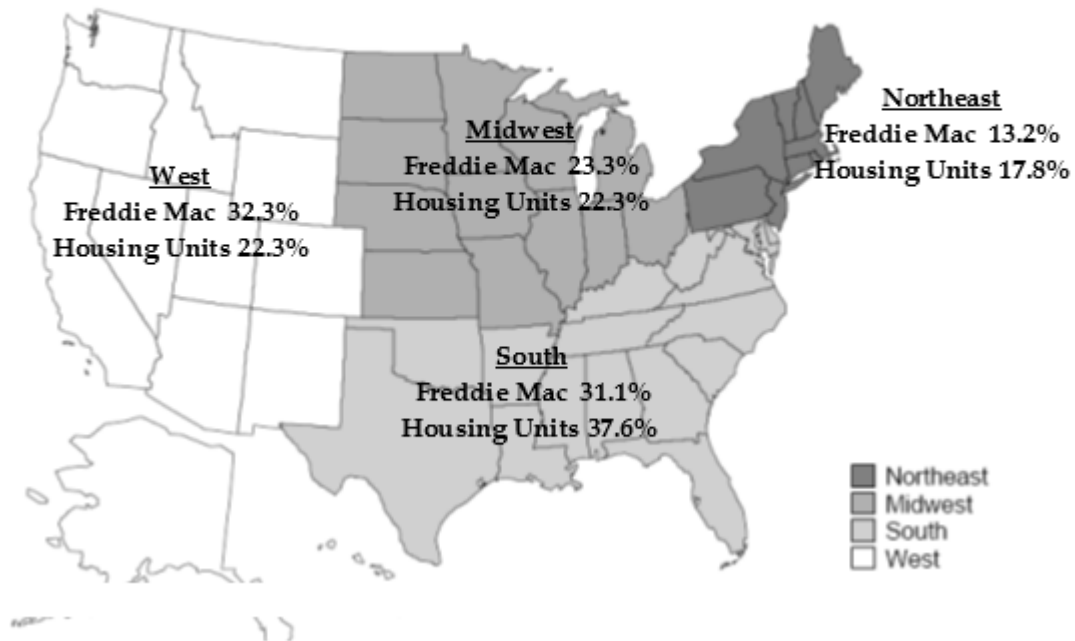 Northeast
Freddie Mac 13.2%
Housing Units 17.8%
Midwest
Freddie Mac 23.3%
Housing Units 22.3%
West
Freddie Mac 32.3%
Housing Units 22.3%
South
Freddie Mac 31.1%
Housing Units 37.6%
Northeast
Midwest
South
West